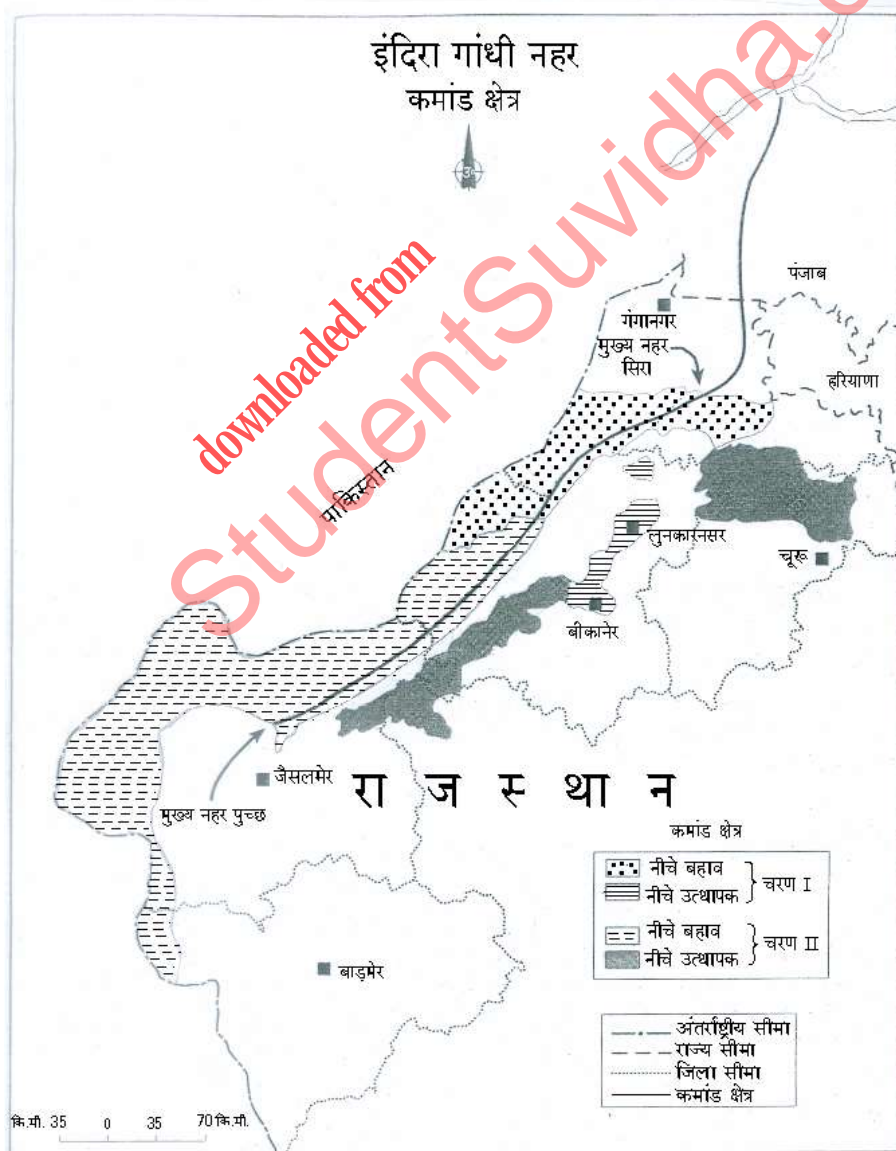 इंदिरा गांधी नहर
कमांड क्षेत्र
उ०
पंजाब
गंगानगर
मुख्य नहर
सिरा
हरियाणा
downloaded from
StudentSuvidha.c
पाकिस्तान
लुनकारनसर
चूरू
बीकानेर
जैसलमेर
रा ज स्था न
मुख्य नहर पुच्छ
कमांड क्षेत्र
नीचे बहाव
नीचे उत्थापक
चरण I
नीचे बहाव
नीचे उत्थापक
चरण II
बाड़मेर
अंतर्राष्ट्रीय सीमा
राज्य सीमा
जिला सीमा
कमांड क्षेत्र
कि.मी. 35 0 35 70 कि.मी.